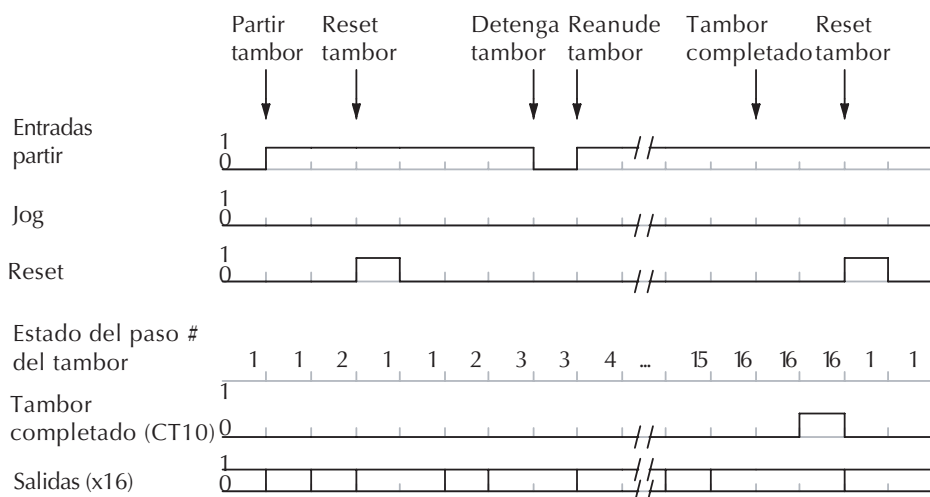 Partir Reset Detenga Reanude Tambor Reset
tambor tambor tambor tambor completado tambor
Entradas
partir
1
0
Jog
1
0
Reset
1
0
Estado del paso #
del tambor
1 1 2 1 1 2 3 3 4 ... 15 16 16 16 1 1
Tambor
completado (CT10)
1
0
Salidas (x16)
1
0